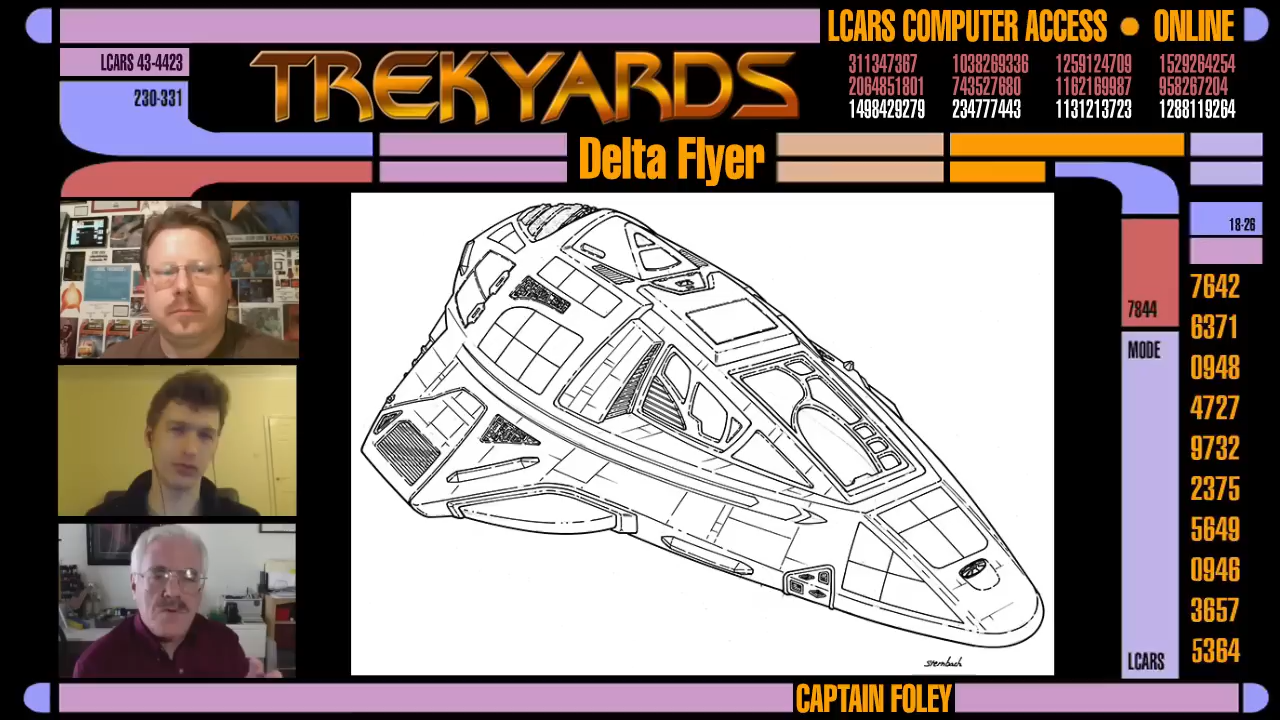 LCARS COMPUTER ACCESS • ONLINE
LCARS 43-4423
230-331
TREKYARDS
311347367 1038269336 1259124709 1529264254
2064851801 743527680 1162169987 958267204
1498429279 234777443 1131213723 1288119264
Delta Flyer
18-26
7844
MODE
LCARS
7642
6371
0948
4727
9732
2375
5649
0946
3657
5364
TREKYARDS
sternbach
CAPTAIN FOLEY